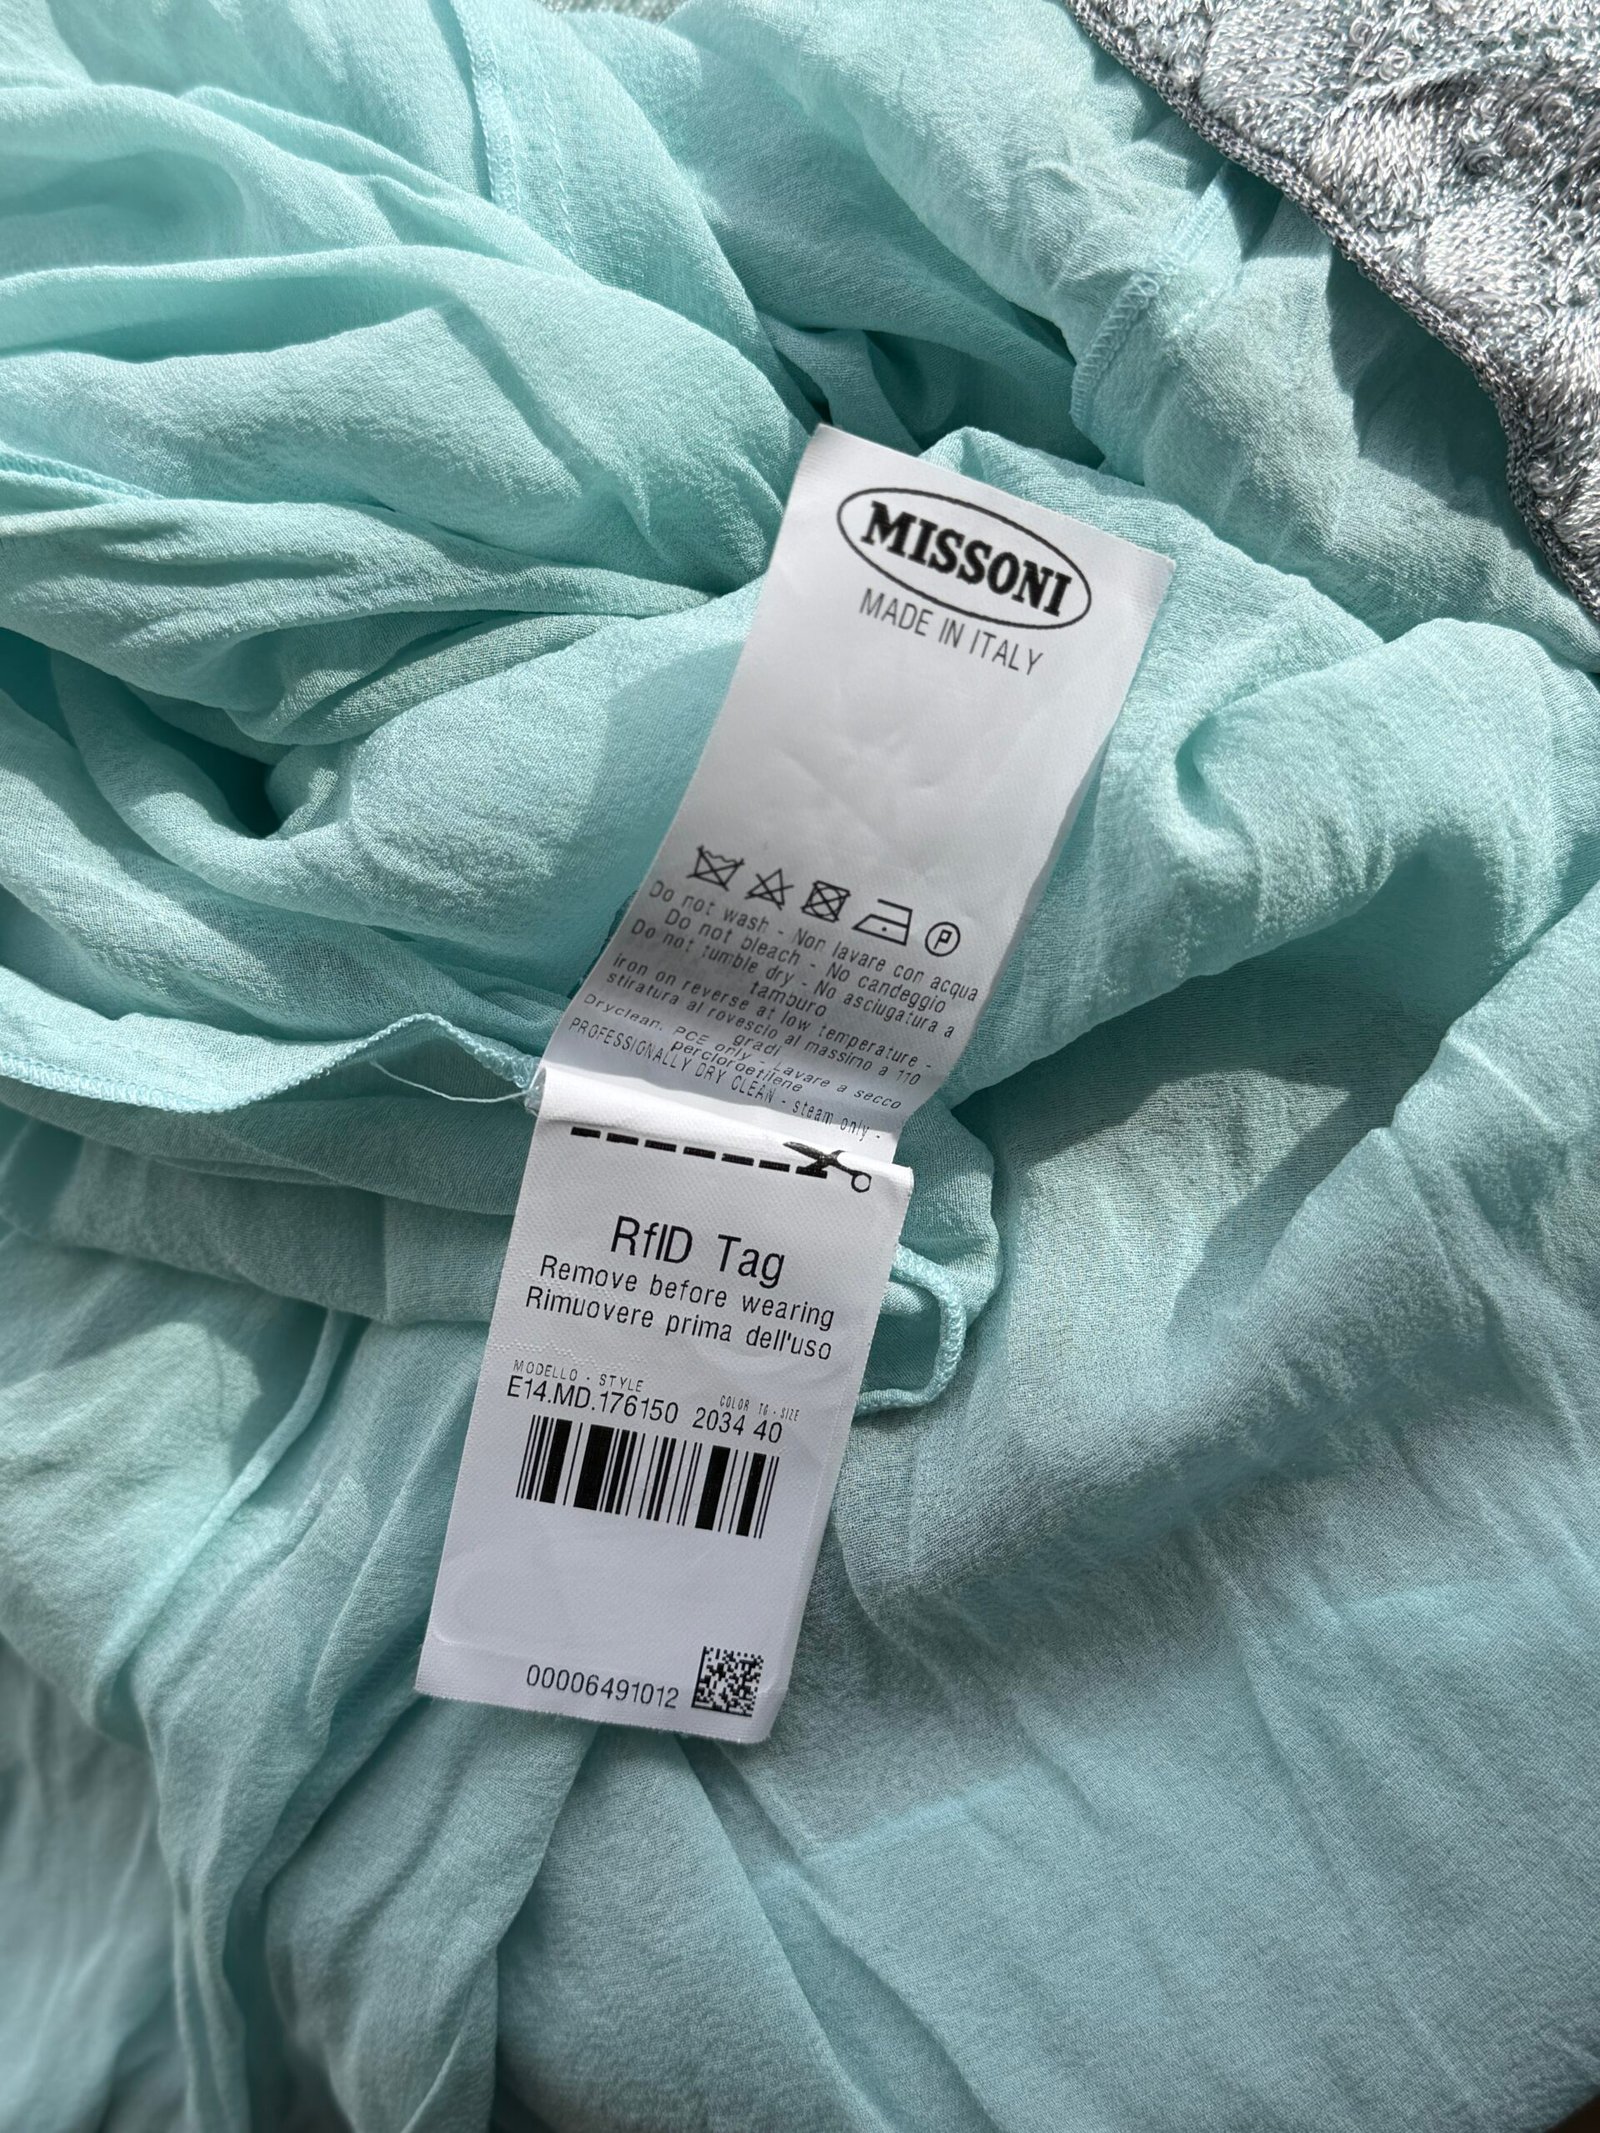 MISSONI
MADE IN ITALY
P
Do not wash - Non lavare con acqua
Do not bleach - No candeggio
Do not tumble dry - No asciugatura a
tamburo
iron on reverse at low temperature -
stiratura al rovescio al massimo a 110
gradi
Dryclean. PCE only - Lavare a secco
percloroetilene
PROFESSIONALLY DRY CLEAN - steam only -
RfID Tag
Remove before wearing
Rimuovere prima dell'uso
MODELLO - STYLE COLOR TG - SIZE
E14.MD.176150 2034 40
00006491012